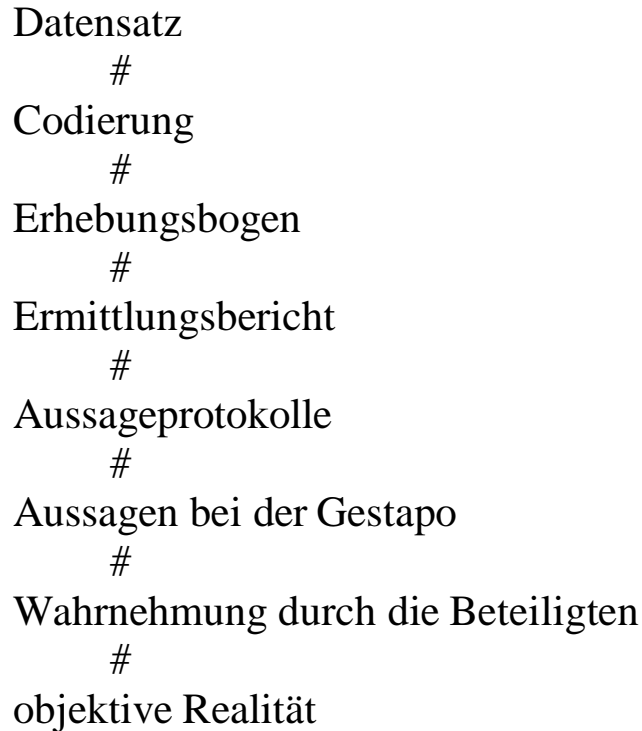 Datensatz
#
Codierung
#
Erhebungsbogen
#
Ermittlungsbericht
#
Aussageprotokolle
#
Aussagen bei der Gestapo
#
Wahrnehmung durch die Beteiligten
#
objektive Realität